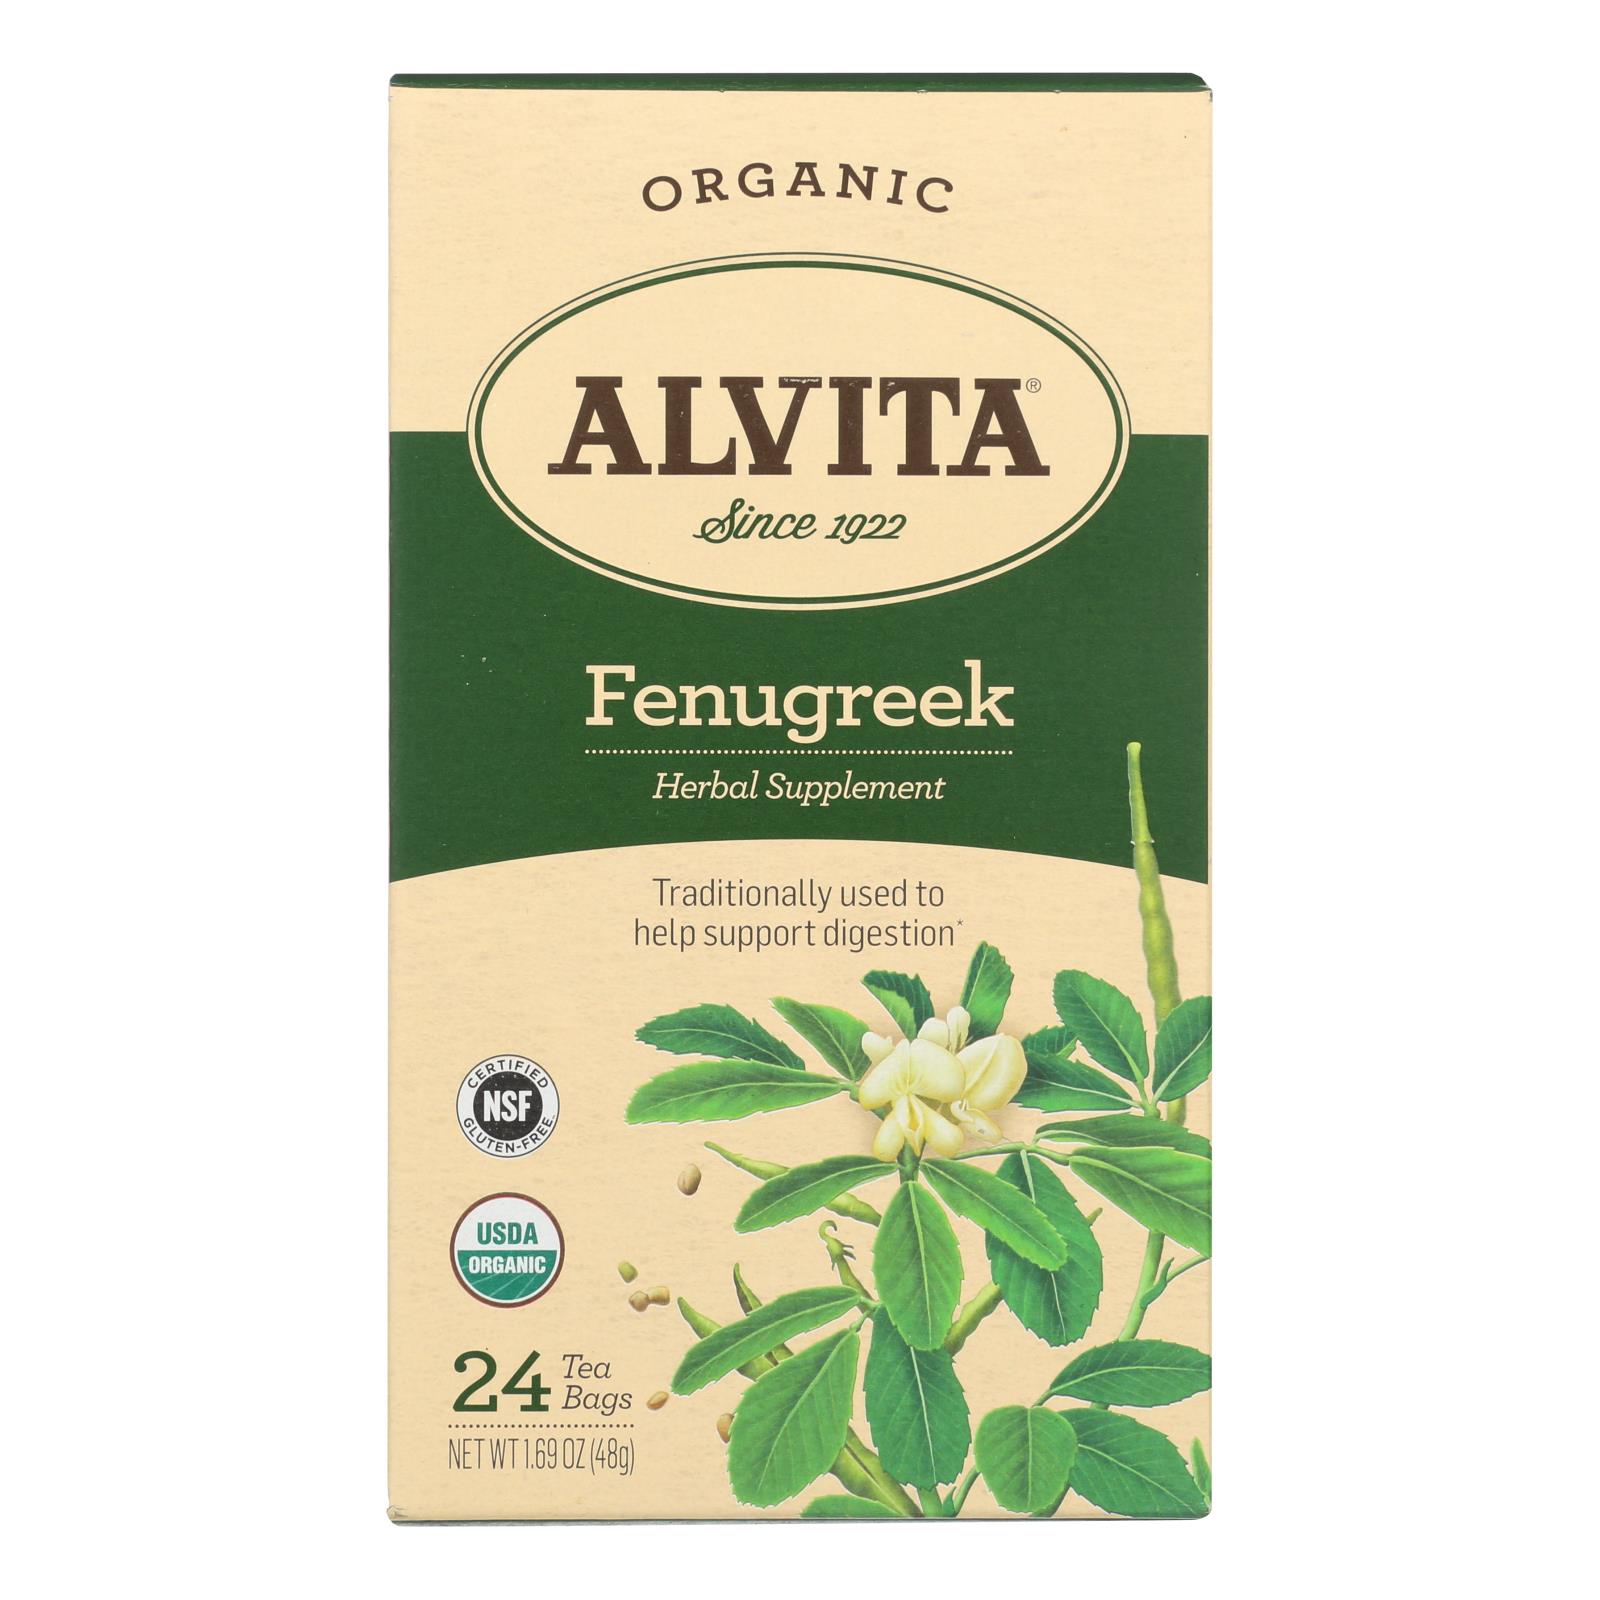 ORGANIC
ALVITA®
Since 1922
Fenugreek
Herbal Supplement
Traditionally used to
help support digestion*
CERTIFIED
NSF
GLUTEN-FREE™
USDA
ORGANIC
24 Tea
Bags
NET WT 1.69 OZ (48g)